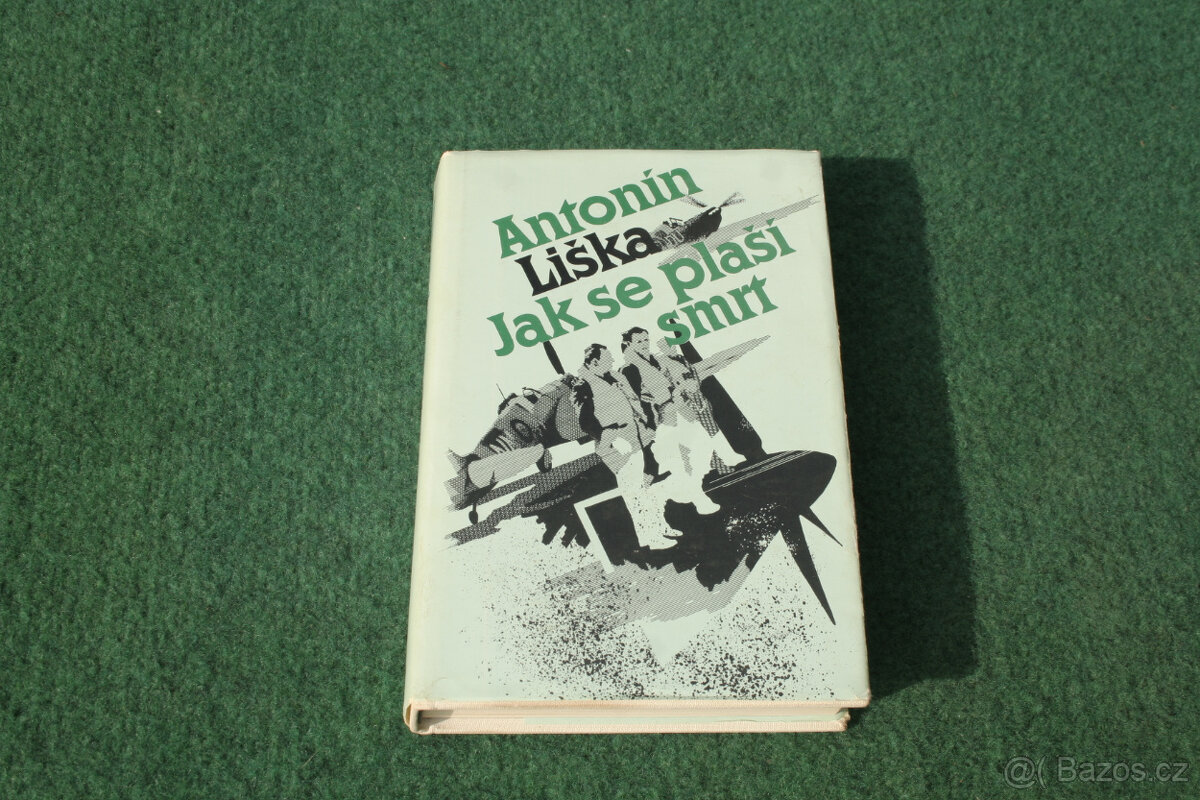 Antonín
Liška
Jak se plaší
smrt
@( Bazos.cz